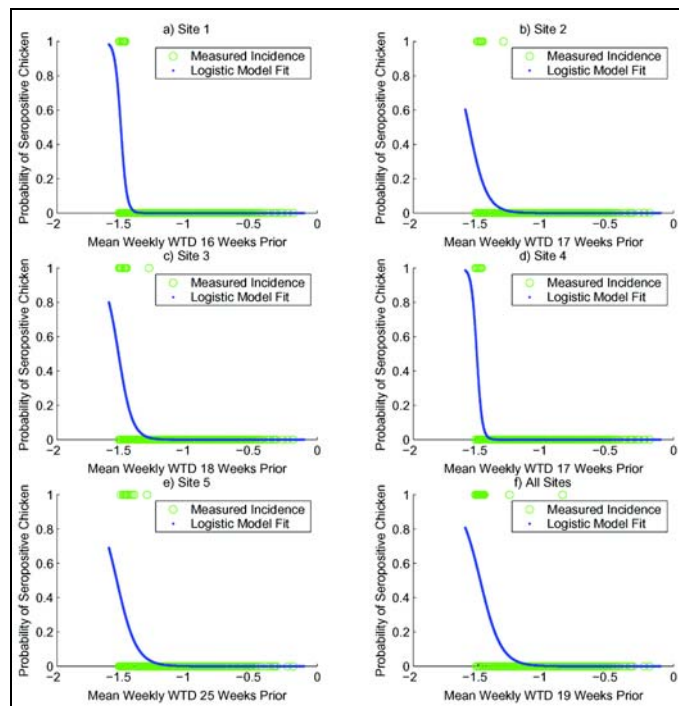 a) Site 1
Probability of Seropositive Chicken
1
0.8
0.6
0.4
0.2
0
Measured Incidence
Logistic Model Fit
−2 −1.5 −1 −0.5 0
Mean Weekly WTD 16 Weeks Prior
b) Site 2
Probability of Seropositive Chicken
1
0.8
0.6
0.4
0.2
0
Measured Incidence
Logistic Model Fit
−2 −1.5 −1 −0.5 0
Mean Weekly WTD 17 Weeks Prior
c) Site 3
Probability of Seropositive Chicken
1
0.8
0.6
0.4
0.2
0
Measured Incidence
Logistic Model Fit
−2 −1.5 −1 −0.5 0
Mean Weekly WTD 18 Weeks Prior
d) Site 4
Probability of Seropositive Chicken
1
0.8
0.6
0.4
0.2
0
Measured Incidence
Logistic Model Fit
−2 −1.5 −1 −0.5 0
Mean Weekly WTD 17 Weeks Prior
e) Site 5
Probability of Seropositive Chicken
1
0.8
0.6
0.4
0.2
0
Measured Incidence
Logistic Model Fit
−2 −1.5 −1 −0.5 0
Mean Weekly WTD 25 Weeks Prior
f) All Sites
Probability of Seropositive Chicken
1
0.8
0.6
0.4
0.2
0
Measured Incidence
Logistic Model Fit
−2 −1.5 −1 −0.5 0
Mean Weekly WTD 19 Weeks Prior